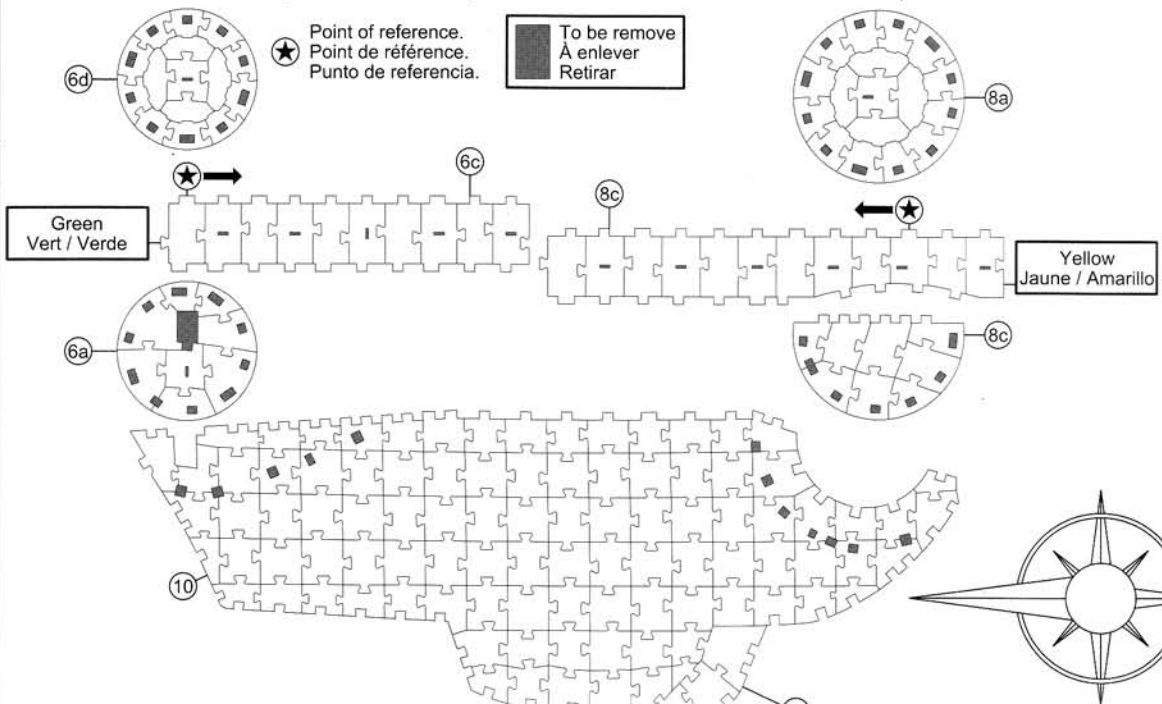 6d
Point of reference.
Point de référence.
Punto de referencia.
To be remove
À enlever
Retirar
8a
6c
8c
Green
Vert / Verde
Yellow
Jaune / Amarillo
6a
8c
10